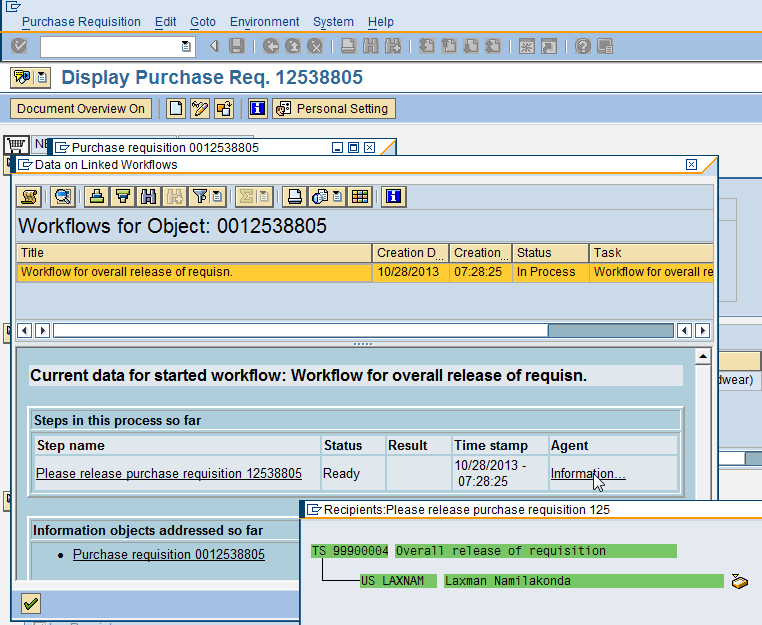 Purchase Requisition Edit Goto Environment System Help
Display Purchase Req. 12538805
Document Overview On Personal Setting
NE
Purchase requisition 0012538805
Data on Linked Workflows
Workflows for Object: 0012538805
Title Creation D... Creation... Status Task
Workflow for overall release of requisn. 10/28/2013 07:28:25 In Process Workflow for overall re
dwear)
Current data for started workflow: Workflow for overall release of requisn.
Steps in this process so far
Step name Status Result Time stamp Agent
Please release purchase requisition 12538805 Ready 10/28/2013 - Information...
07:28:25
Recipients:Please release purchase requisition 125
Information objects addressed so far
• Purchase requisition 0012538805
TS 99900004 Overall release of requisition
US LAXNAM Laxman Namilakonda